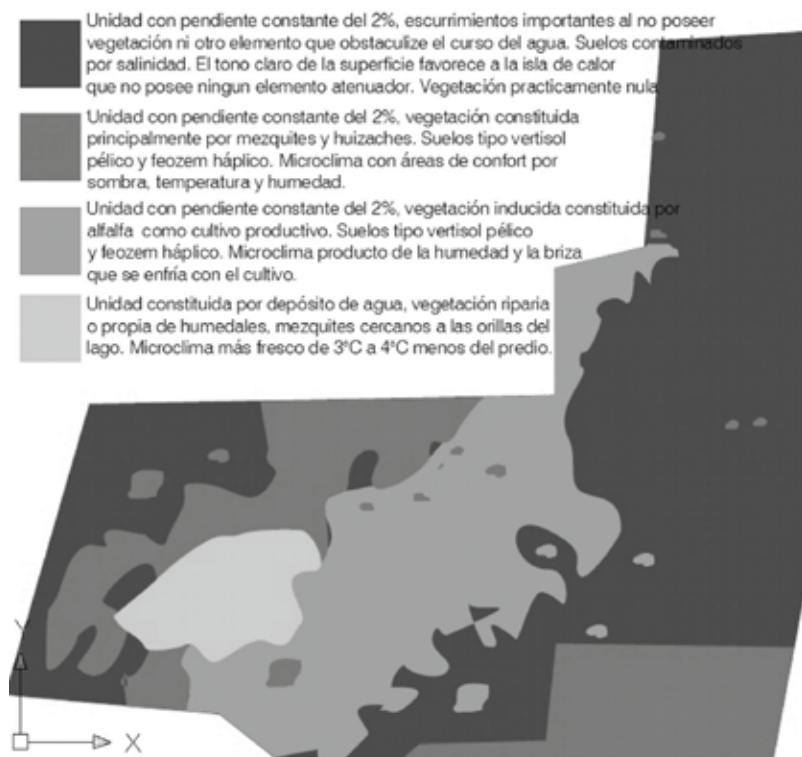 Unidad con pendiente constante del 2%, escurrimientos importantes al no poseer
vegetación ni otro elemento que obstaculize el curso del agua. Suelos contaminados
por salinidad. El tono claro de la superficie favorece a la isla de calor
que no posee ningun elemento atenuador. Vegetación practicamente nula
Unidad con pendiente constante del 2%, vegetación constituida
principalmente por mezquites y huizaches. Suelos tipo vertisol
pélico y feozem háplico. Microclima con áreas de confort por
sombra, temperatura y humedad.
Unidad con pendiente constante del 2%, vegetación inducida constituida por
alfalfa como cultivo productivo. Suelos tipo vertisol pélico
y feozem háplico. Microclima producto de la humedad y la briza
que se enfría con el cultivo.
Unidad constituida por depósito de agua, vegetación riparia
o propia de humedales, mezquites cercanos a las orillas del
lago. Microclima más fresco de 3°C a 4°C menos del predio.
Y
X